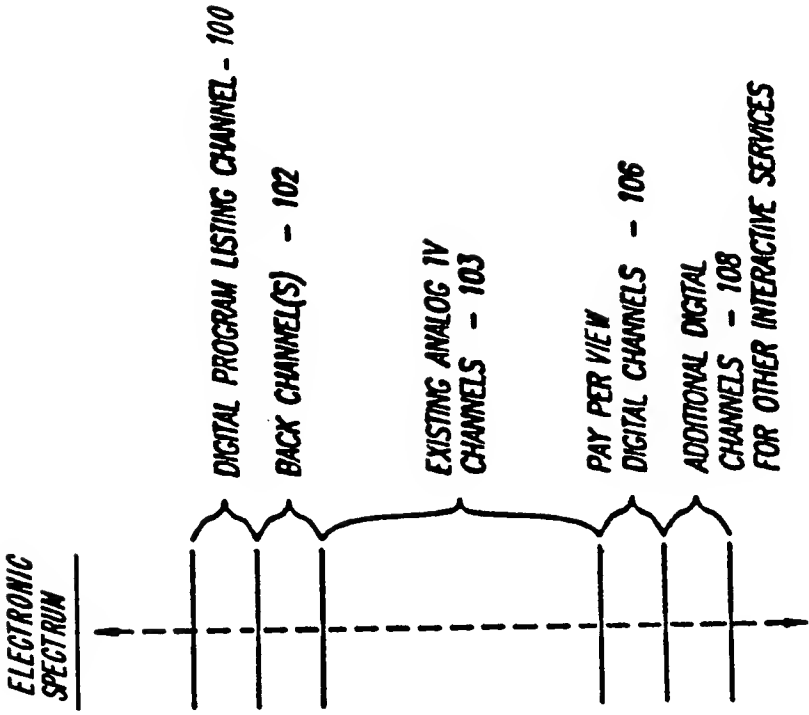 ELECTRONIC
SPECTRUM
DIGITAL PROGRAM LISTING CHANNEL - 100
BACK CHANNEL(S) - 102
EXISTING ANALOG TV
CHANNELS - 103
PAY PER VIEW
DIGITAL CHANNELS - 106
ADDITIONAL DIGITAL
CHANNELS - 108
FOR OTHER INTERACTIVE SERVICES